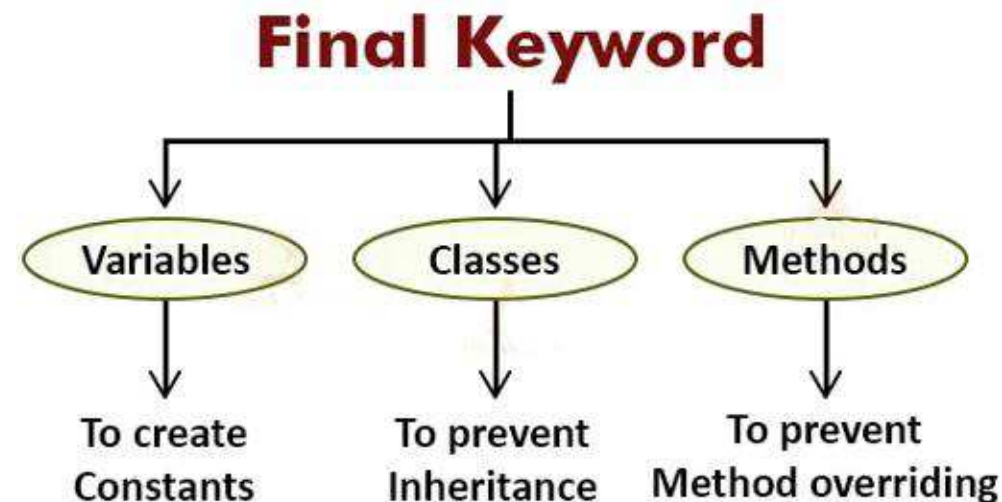 Final Keyword
Variables
Classes
Methods
To create
Constants
To prevent
Inheritance
To prevent
Method overriding